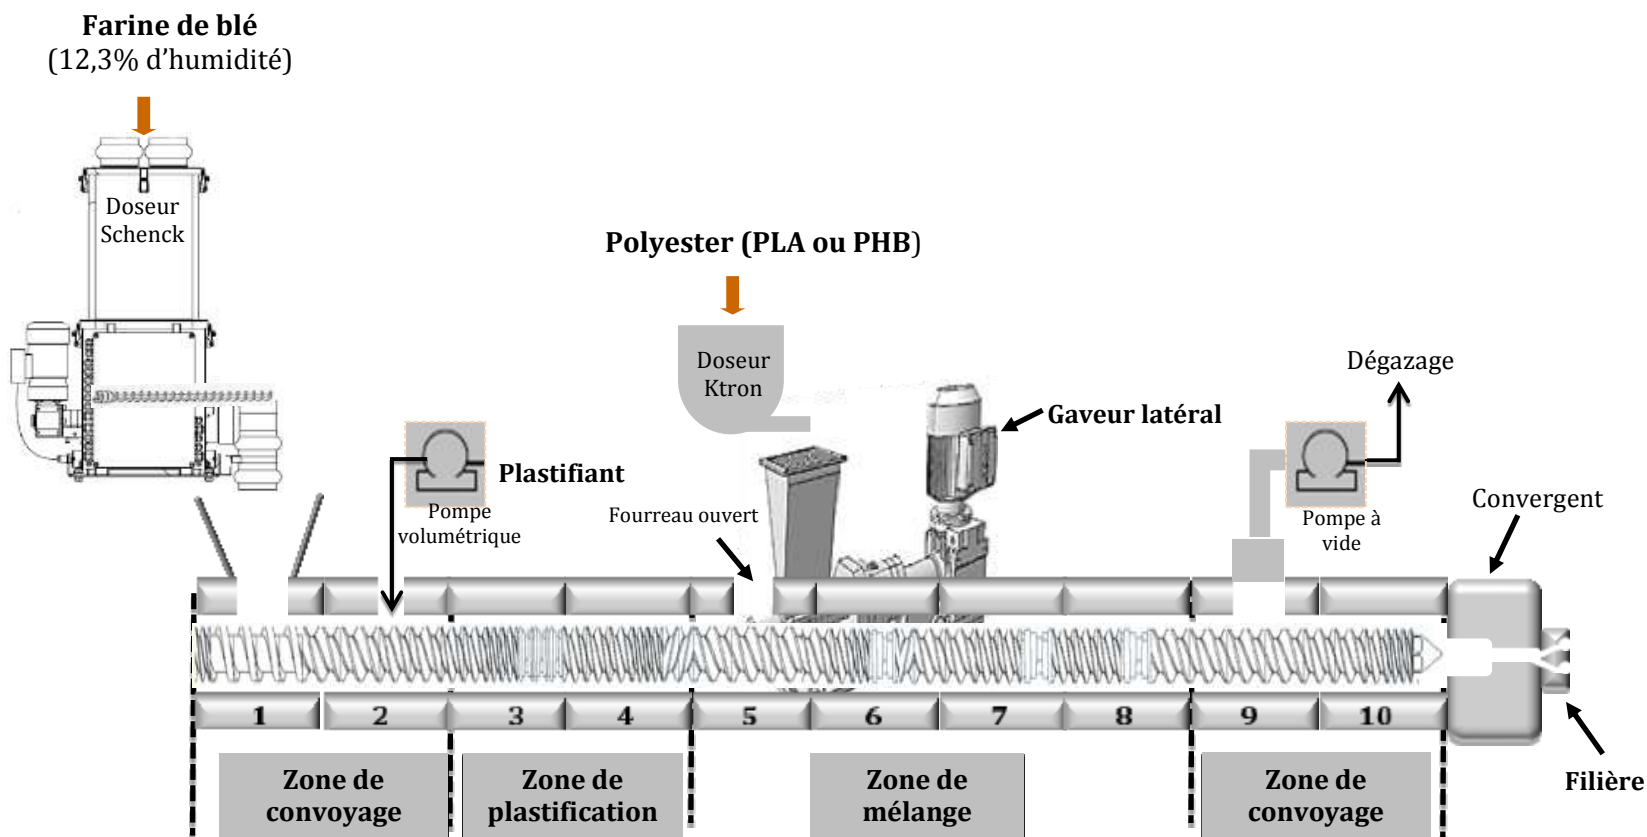 Farine de blé
(12,3% d'humidité)
Doseur
Schenck
Polyester (PLA ou PHB)
Doseur
Ktron
Dégazage
Gaveur latéral
Plastifiant
Convergent
Pompe
volumétrique
Fourreau ouvert
Pompe à
vide
1 2 3 4 5 6 7 8 9 10
Zone de
convoyage
Zone de
plastification
Zone de
mélange
Zone de
convoyage
Filière